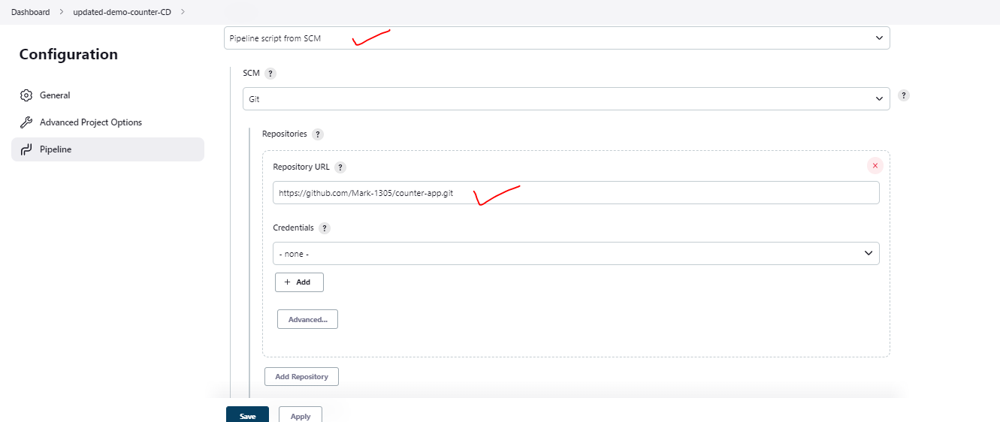 Dashboard > updated-demo-counter-CD >
Configuration
General
Advanced Project Options
Pipeline
Pipeline script from SCM
SCM ?
Git
?
Repositories ?
Repository URL ?
https://github.com/Mark-1305/counter-app.git
Credentials ?
- none -
+ Add
Advanced...
Add Repository
Save
Apply